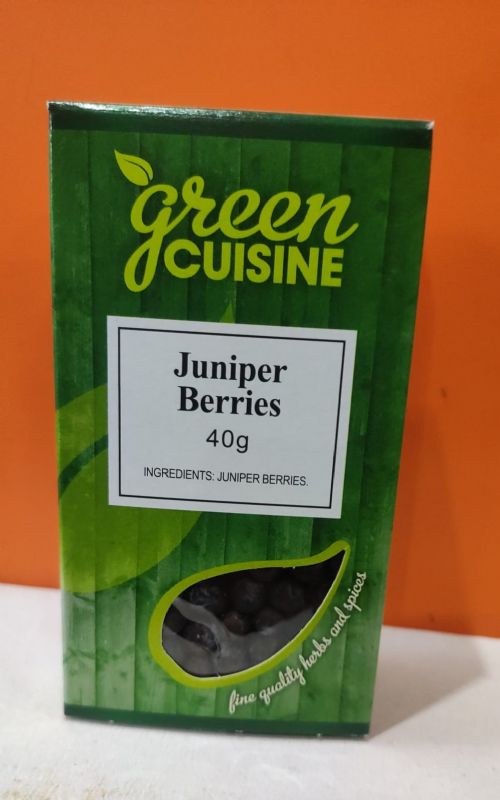 green
CUISINE
Juniper
Berries
40g
INGREDIENTS: JUNIPER BERRIES.
fine quality herbs and spices